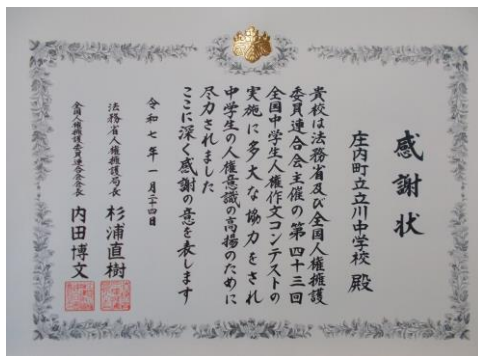 感謝状
庄内町立立川中学校 殿
貴校は法務省及び全国人権擁護
委員連合会主催の第四十三回
全国中学生人権作文コンテストの
実施に多大な協力をされ
中学生の人権意識の高揚のために
尽力されました
ここに深く感謝の意を表します
令和七年一月二十四日
法務省人権擁護局長 杉浦直樹
全国人権擁護委員連合会会長 内田博文